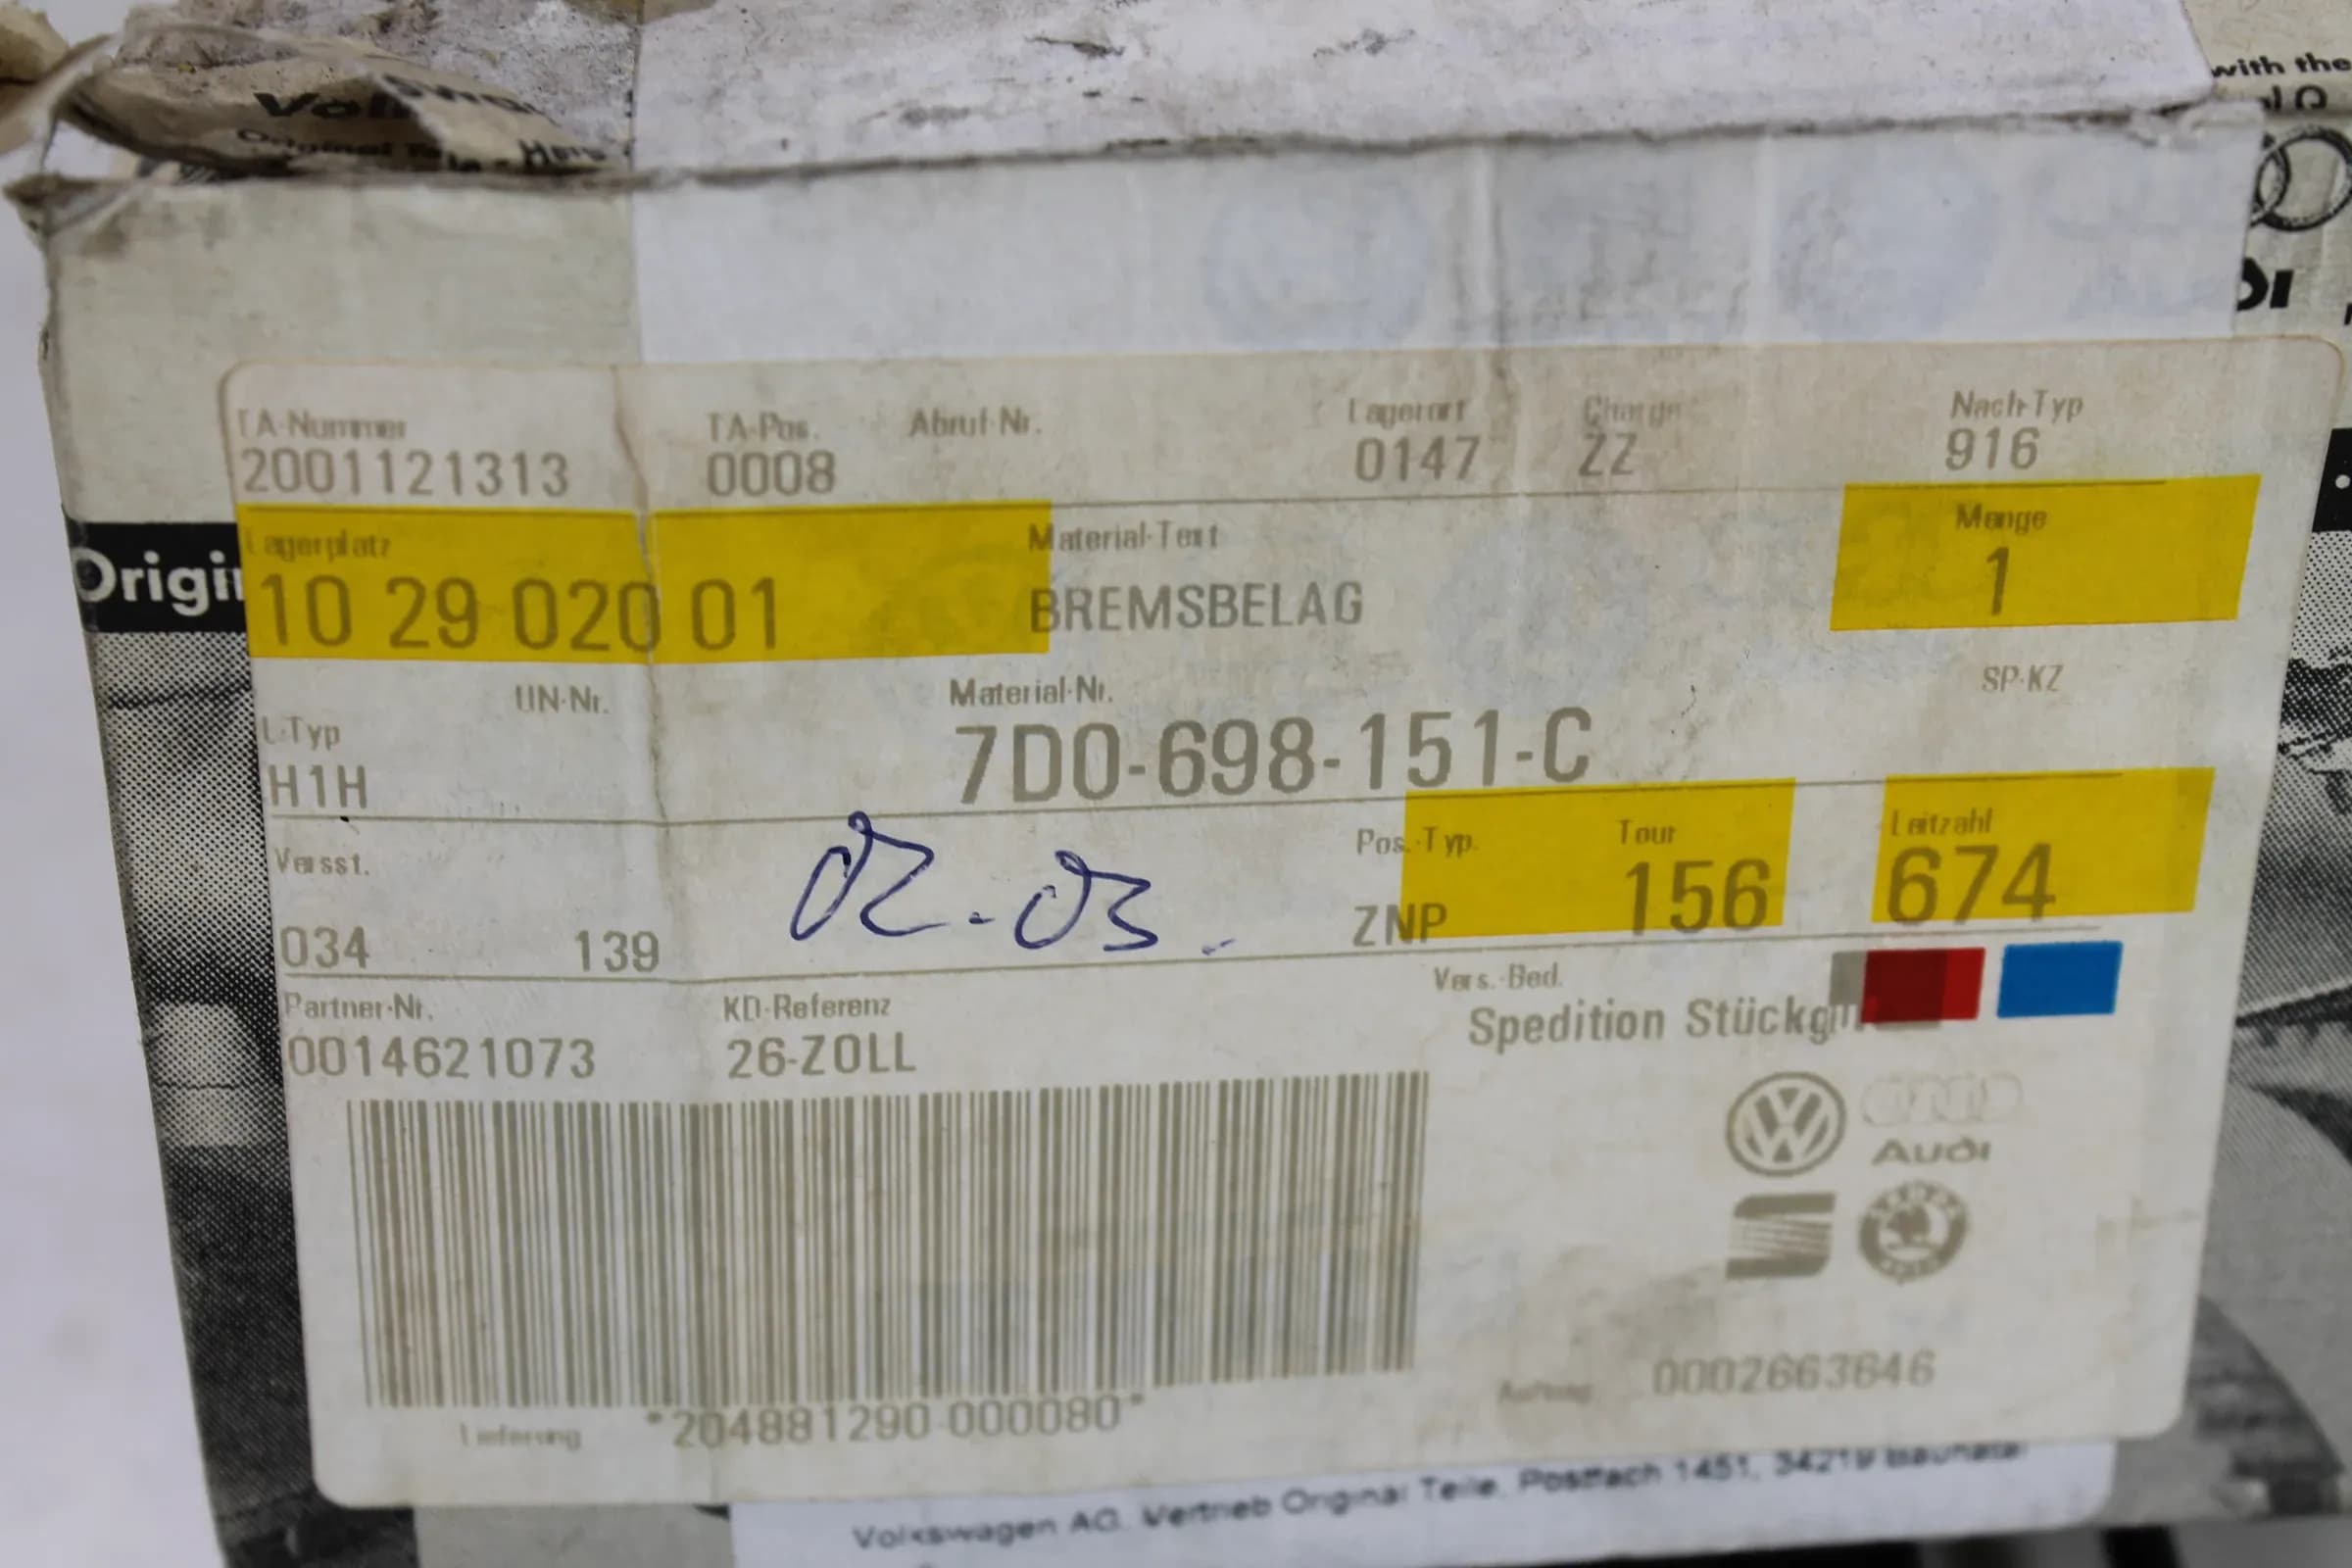 with the
Original
TA-Nummer TA-Pos. Abruf-Nr. Lagerort Charge Nach-Typ
2001121313 0008 0147 ZZ 916
Lagerplatz Material-Text Menge
10 29 020 01 BREMSBELAG 1
UN-Nr. Material-Nr. SP-KZ
L-Typ
H1H 7D0-698-151-C
Versst. Pos.-Typ. Tour Leitzahl
034 139 02.03. ZNP 156 674
Partner-Nr. KD-Referenz Vers.-Bed.
0014621073 26-ZOLL Spedition
AUDI
0002663646
Lieferung *204881290 000080*
Volkswagen AG, Vertrieb Original Teile, Postfach 1451, 34219 Baunatal